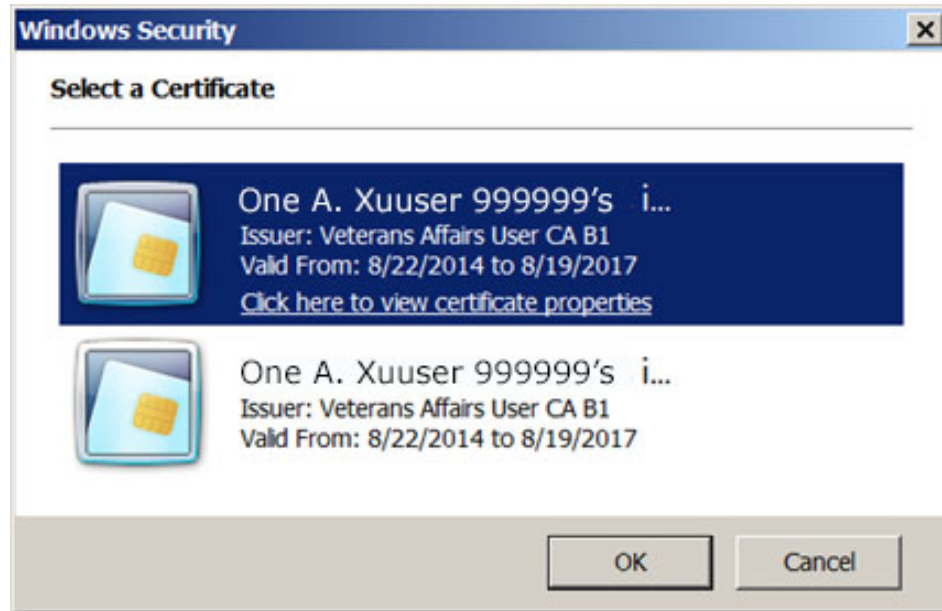 Windows Security
Select a Certificate
One A. Xuuser 999999's i...
Issuer: Veterans Affairs User CA B1
Valid From: 8/22/2014 to 8/19/2017
Click here to view certificate properties
One A. Xuuser 999999's i...
Issuer: Veterans Affairs User CA B1
Valid From: 8/22/2014 to 8/19/2017
OK Cancel